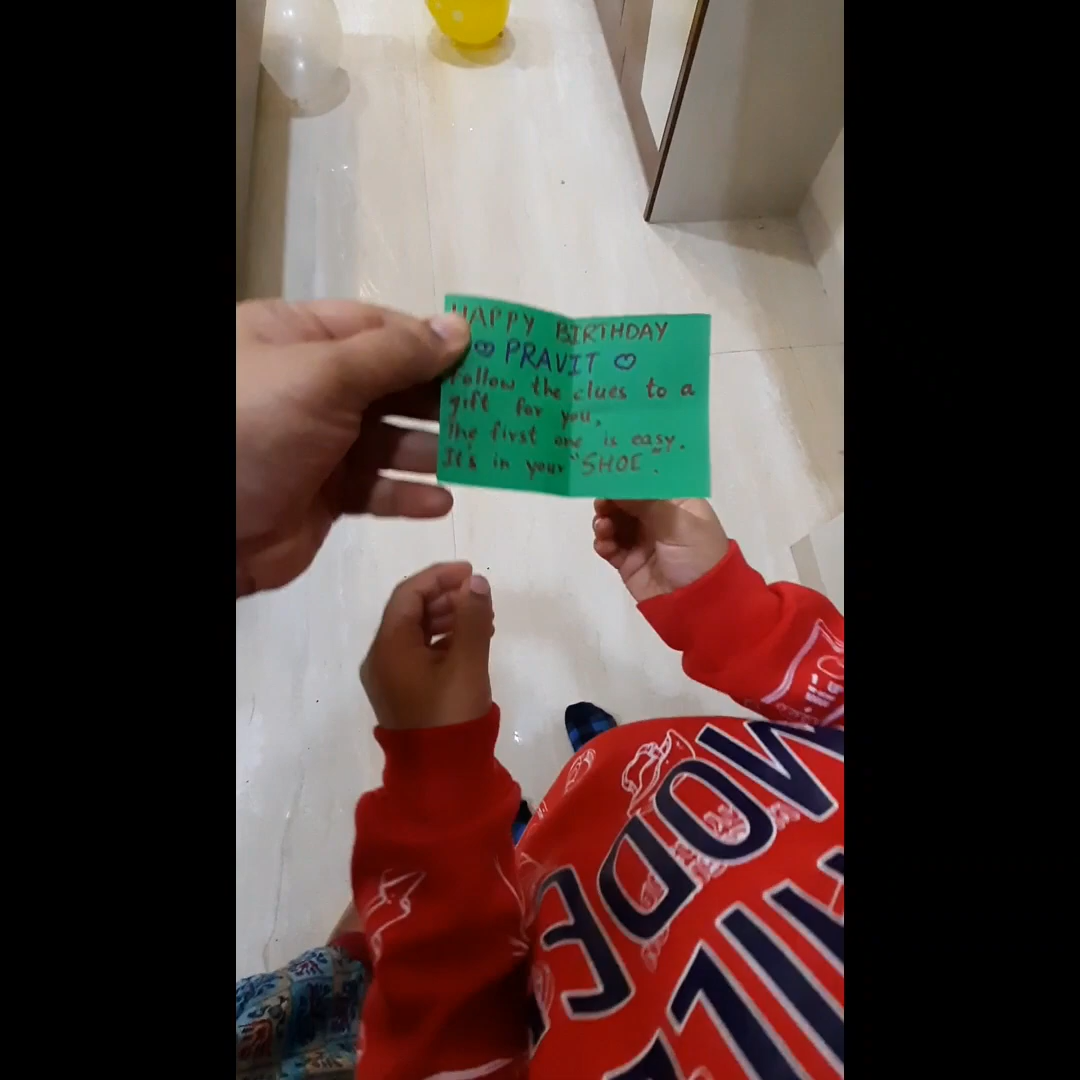 HAPPY BIRTHDAY
PRAVIT
Follow the clues to a
gift for you,
The first one is easy.
It's in your "SHOE".